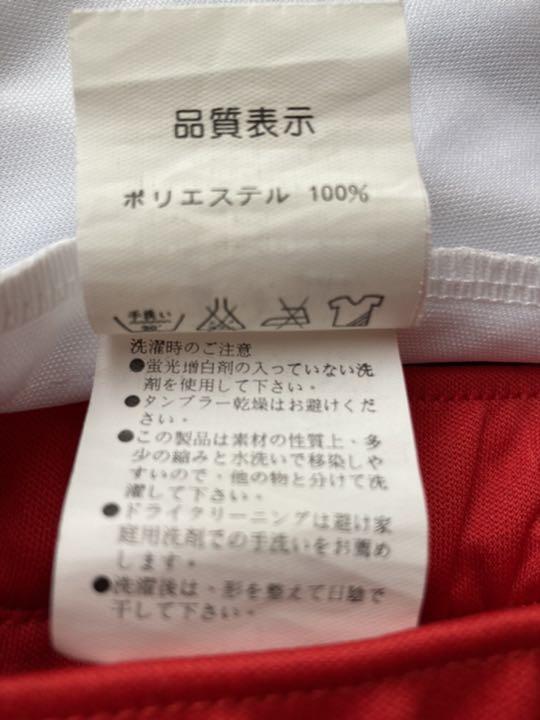 品質表示
ポリエステル 100%
手洗い
30
洗濯時のご注意
●蛍光増白剤の入っていない洗
剤を使用して下さい。
●タンブラー乾燥はお避けくだ
さい。
●この製品は素材の性質上・多
少の縮みと水洗いで移染しや
すいので・他の物と分けて洗
濯して下さい。
●ドライクリーニングは避け家
庭用洗剤での手洗いをお薦め
します。
●洗濯後は・形を整えて日陰で
干して下さい。